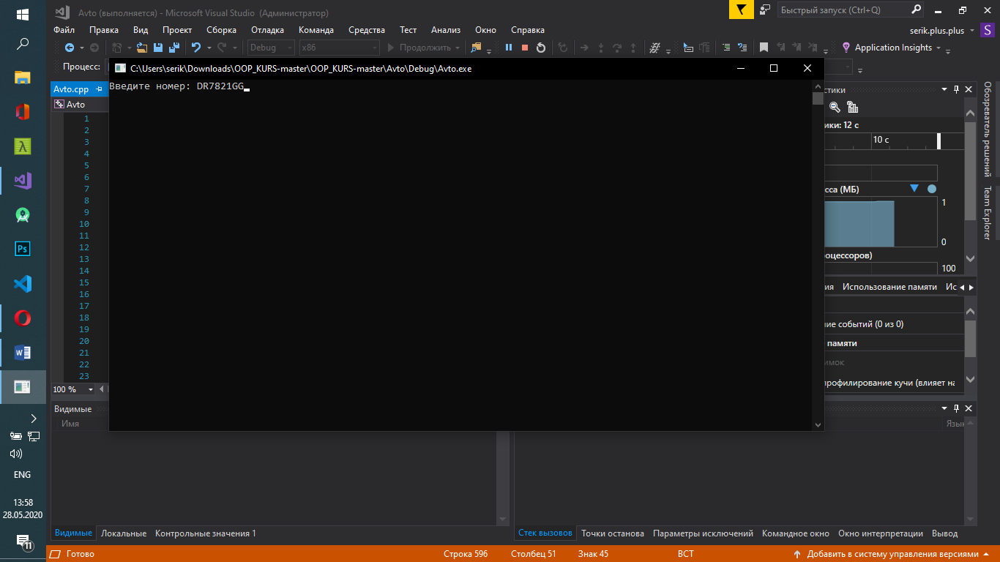 Avto (выполняется) - Microsoft Visual Studio (Администратор)
Быстрый запуск (Ctrl+Q)
Файл Правка Вид Проект Сборка Отладка Команда Средства Тест Анализ Окно Справка
serik.plus.plus
S
Debug x86 Продолжить Application Insights
Процесс:
C:\Users\serik\Downloads\OOP_KURS-master\OOP_KURS-master\Avto\Debug\Avto.exe
Введите номер: DR7821GG
Avto.cpp
Avto
1
2
3
4
5
6
7
8
9
10
11
12
13
14
15
16
17
18
19
20
21
22
23
100 %
стики
ики: 12 с
10 с
сса (МБ)
1
0
оцессоров)
100
ия Использование памяти Ис
ие событий (0 из 0)
памяти
имок
профилирование кучи (влияет на
Обозреватель решений
Team Explorer
Видимые
Имя
Язык
Видимые Локальные Контрольные значения 1
Стек вызовов Точки останова Параметры исключений Командное окно Окно интерпретации Вывод
Готово
Строка 596 Столбец 51 Знак 45 ВСТ
Добавить в систему управления версиями
Ps
W
ENG
13:58
28.05.2020
11